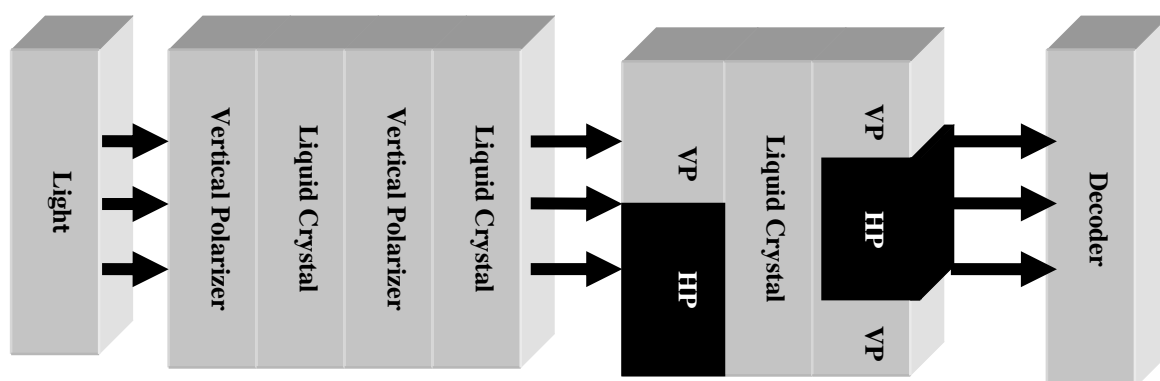 Light
Vertical Polarizer
Liquid Crystal
Vertical Polarizer
Liquid Crystal
VP
HP
Liquid Crystal
VP
HP
VP
Decoder